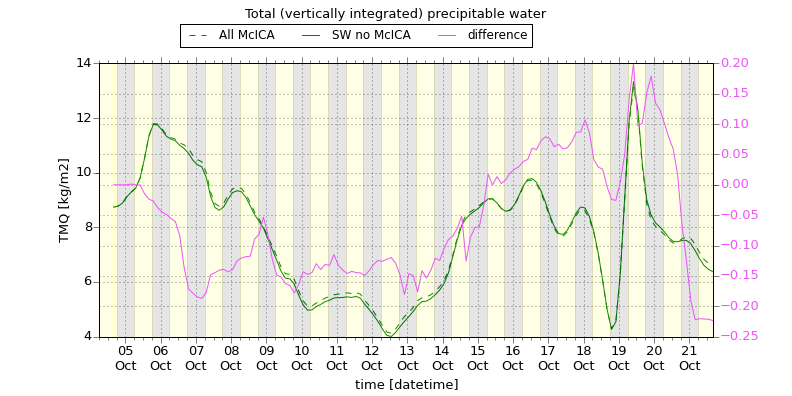 Total (vertically integrated) precipitable water
All McICA SW no McICA difference
14 0.20
0.15
12 0.10
0.05
10 0.00
−0.05
8 −0.10
−0.15
6 −0.20
4 −0.25
TMQ [kg/m2]
05 06 07 08 09 10 11 12 13 14 15 16 17 18 19 20 21
Oct Oct Oct Oct Oct Oct Oct Oct Oct Oct Oct Oct Oct Oct Oct Oct Oct
time [datetime]